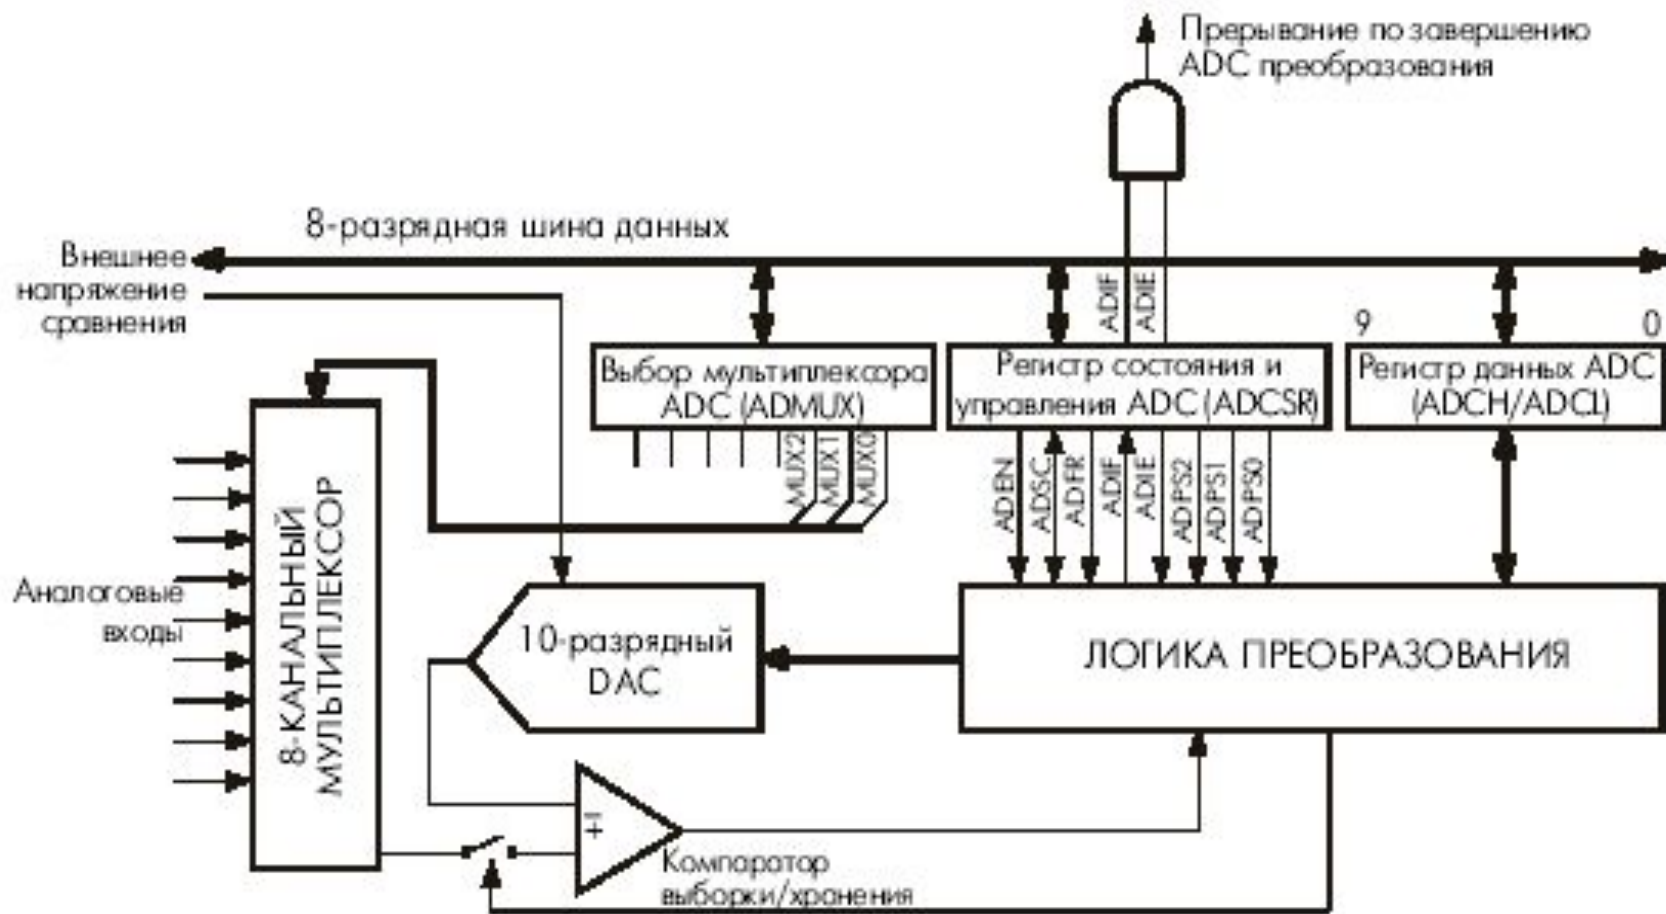 Прерывание по завершению
ADC преобразования
8-разрядная шина данных
Внешнее
напряжение
сравнения
ADIF
ADIE
9
0
Выбор мультиплексора
ADC (ADMUX)
Регистр состояния и
управления ADC (ADCSR)
Регистр данных ADC
(ADCH/ADCL)
MUX2
MUX1
MUX0
ADEN
ADSC
ADFR
ADIF
ADIE
ADPS2
ADPS1
ADPS0
Аналоговые
входы
8-КАНАЛЬНЫЙ
МУЛЬТИПЛЕКСОР
10-разрядный
DAC
ЛОГИКА ПРЕОБРАЗОВАНИЯ
+
Компаратор
выборки/хранения